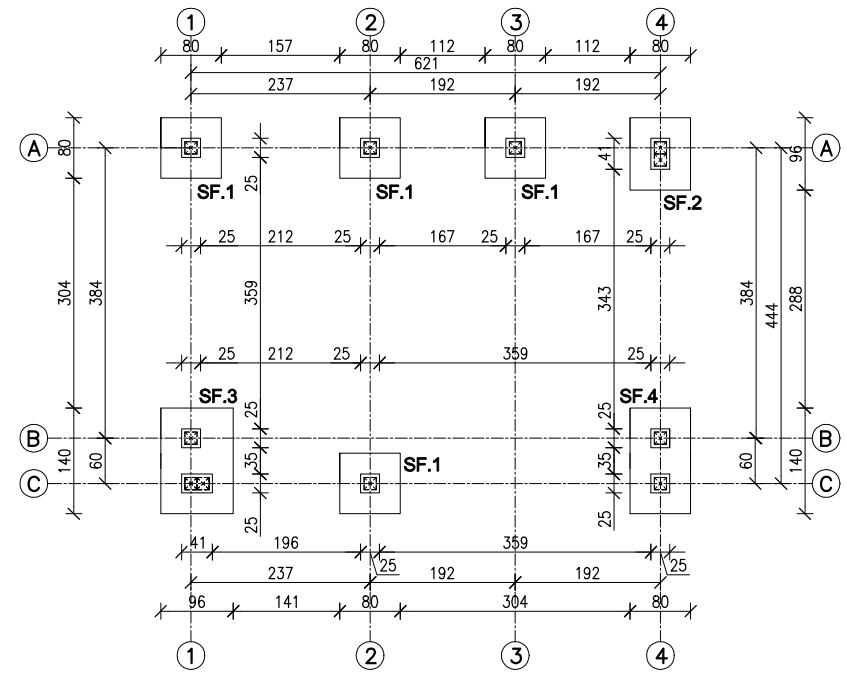 1 2 3 4
80 157 80 112 80 112 80
621
237 192 192
A 80 41 96 A
25
SF.1 SF.1 SF.1 SF.2
25 212 25 167 25 167 25
304 384 359 343 384 444 288
25 212 25 359 25
SF.3 25 25 SF.4
B B
140 60 35 SF.1 35 60 140
C C
25 25
41 196 359
25 25
237 192 192
96 141 80 304 80
1 2 3 4